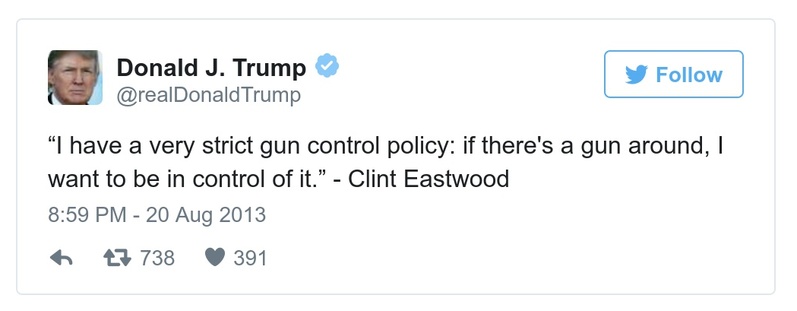 Donald J. Trump
@realDonaldTrump
Follow
“I have a very strict gun control policy: if there's a gun around, I
want to be in control of it.” - Clint Eastwood
8:59 PM - 20 Aug 2013
738 391